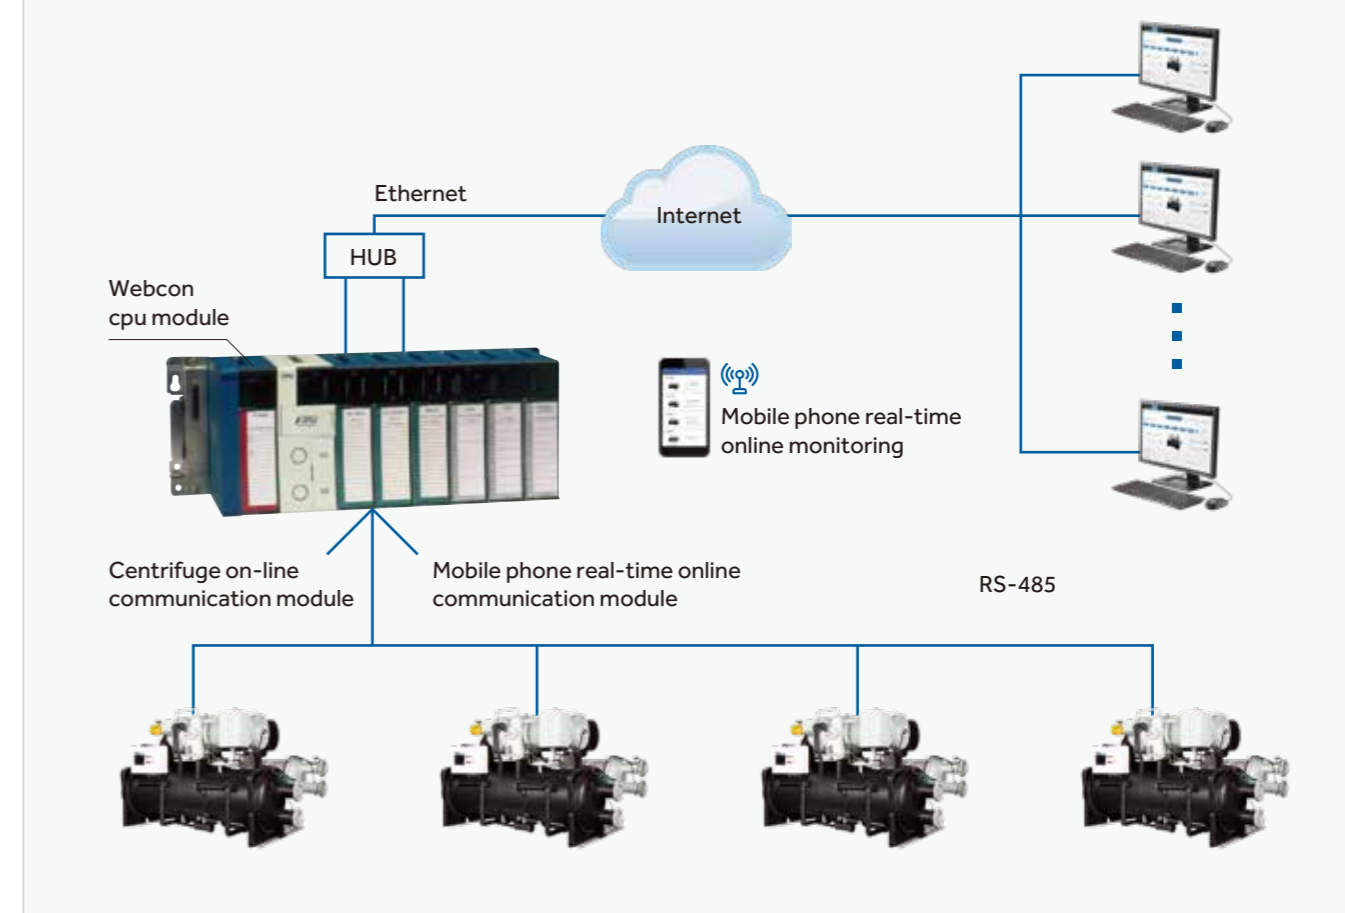 Ethernet
Internet
HUB
Webcon
cpu module
Mobile phone real-time
online monitoring
Centrifuge on-line
communication module
Mobile phone real-time online
communication module
RS-485